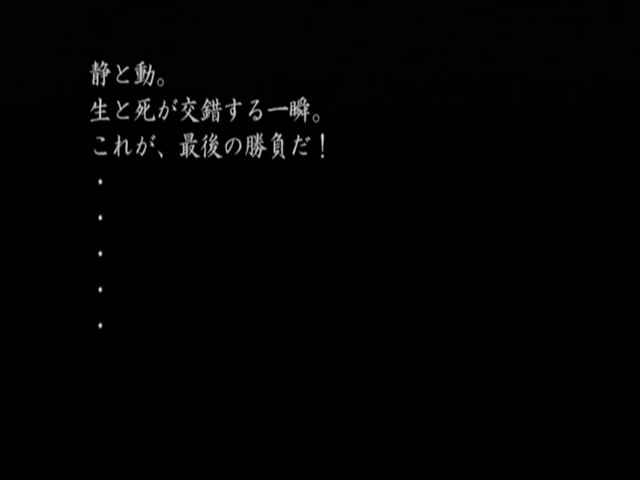 静と動。
生と死が交錯する一瞬。
これが、最後の勝負だ！
・
・
・
・
・